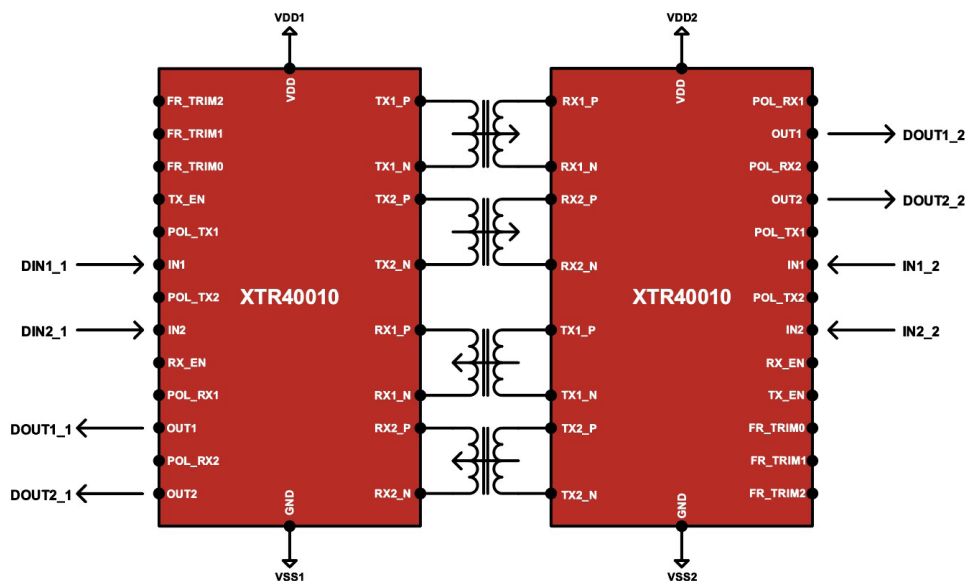 VDD1
VDD2
VDD
VDD
FR_TRIM2
TX1_P
RX1_P
POL_RX1
FR_TRIM1
OUT1
DOUT1_2
FR_TRIM0
TX1_N
RX1_N
POL_RX2
TX_EN
TX2_P
RX2_P
OUT2
DOUT2_2
POL_TX1
POL_TX1
DIN1_1
IN1
TX2_N
RX2_N
IN1
IN1_2
POL_TX2
XTR40010
XTR40010
POL_TX2
DIN2_1
IN2
RX1_P
TX1_P
IN2
IN2_2
RX_EN
RX_EN
POL_RX1
RX1_N
TX1_N
TX_EN
DOUT1_1
OUT1
RX2_P
TX2_P
FR_TRIM0
POL_RX2
FR_TRIM1
DOUT2_1
OUT2
RX2_N
TX2_N
FR_TRIM2
GND
GND
VSS1
VSS2